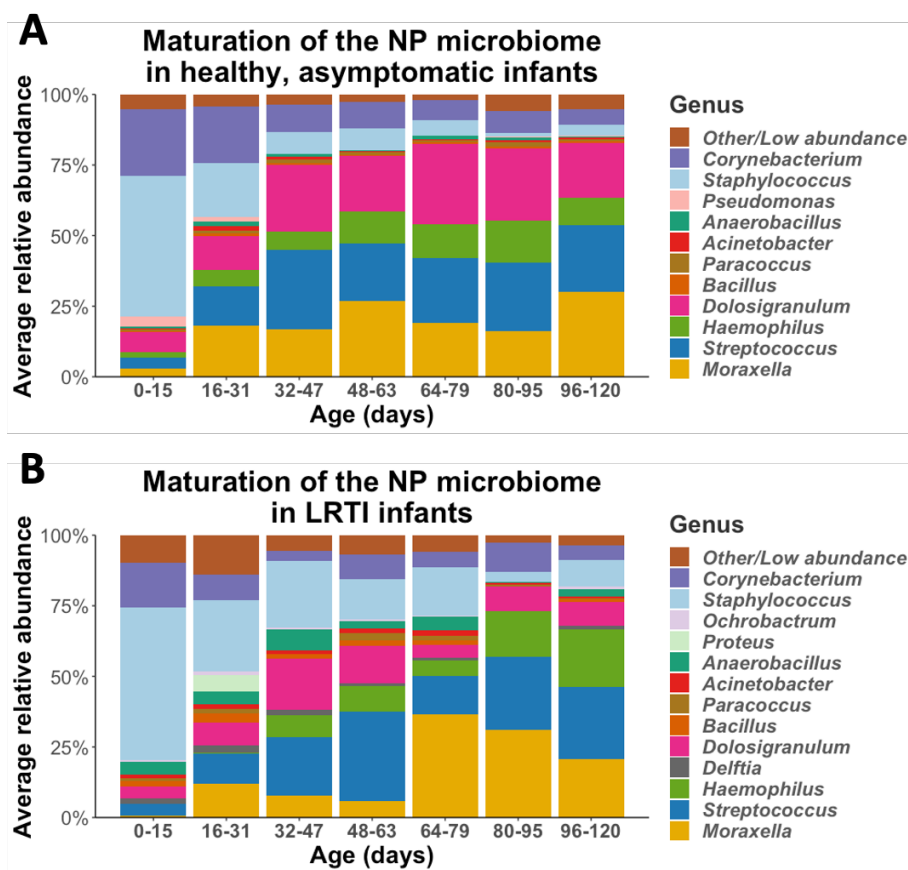 A
Maturation of the NP microbiome
in healthy, asymptomatic infants
Average relative abundance
100%
75%
50%
25%
0%
0-15 16-31 32-47 48-63 64-79 80-95 96-120
Age (days)
Genus
Other/Low abundance
Corynebacterium
Staphylococcus
Pseudomonas
Anaerobacillus
Acinetobacter
Paracoccus
Bacillus
Dolosigranulum
Haemophilus
Streptococcus
Moraxella
B
Maturation of the NP microbiome
in LRTI infants
Average relative abundance
100%
75%
50%
25%
0%
0-15 16-31 32-47 48-63 64-79 80-95 96-120
Age (days)
Genus
Other/Low abundance
Corynebacterium
Staphylococcus
Ochrobactrum
Proteus
Anaerobacillus
Acinetobacter
Paracoccus
Bacillus
Dolosigranulum
Delftia
Haemophilus
Streptococcus
Moraxella